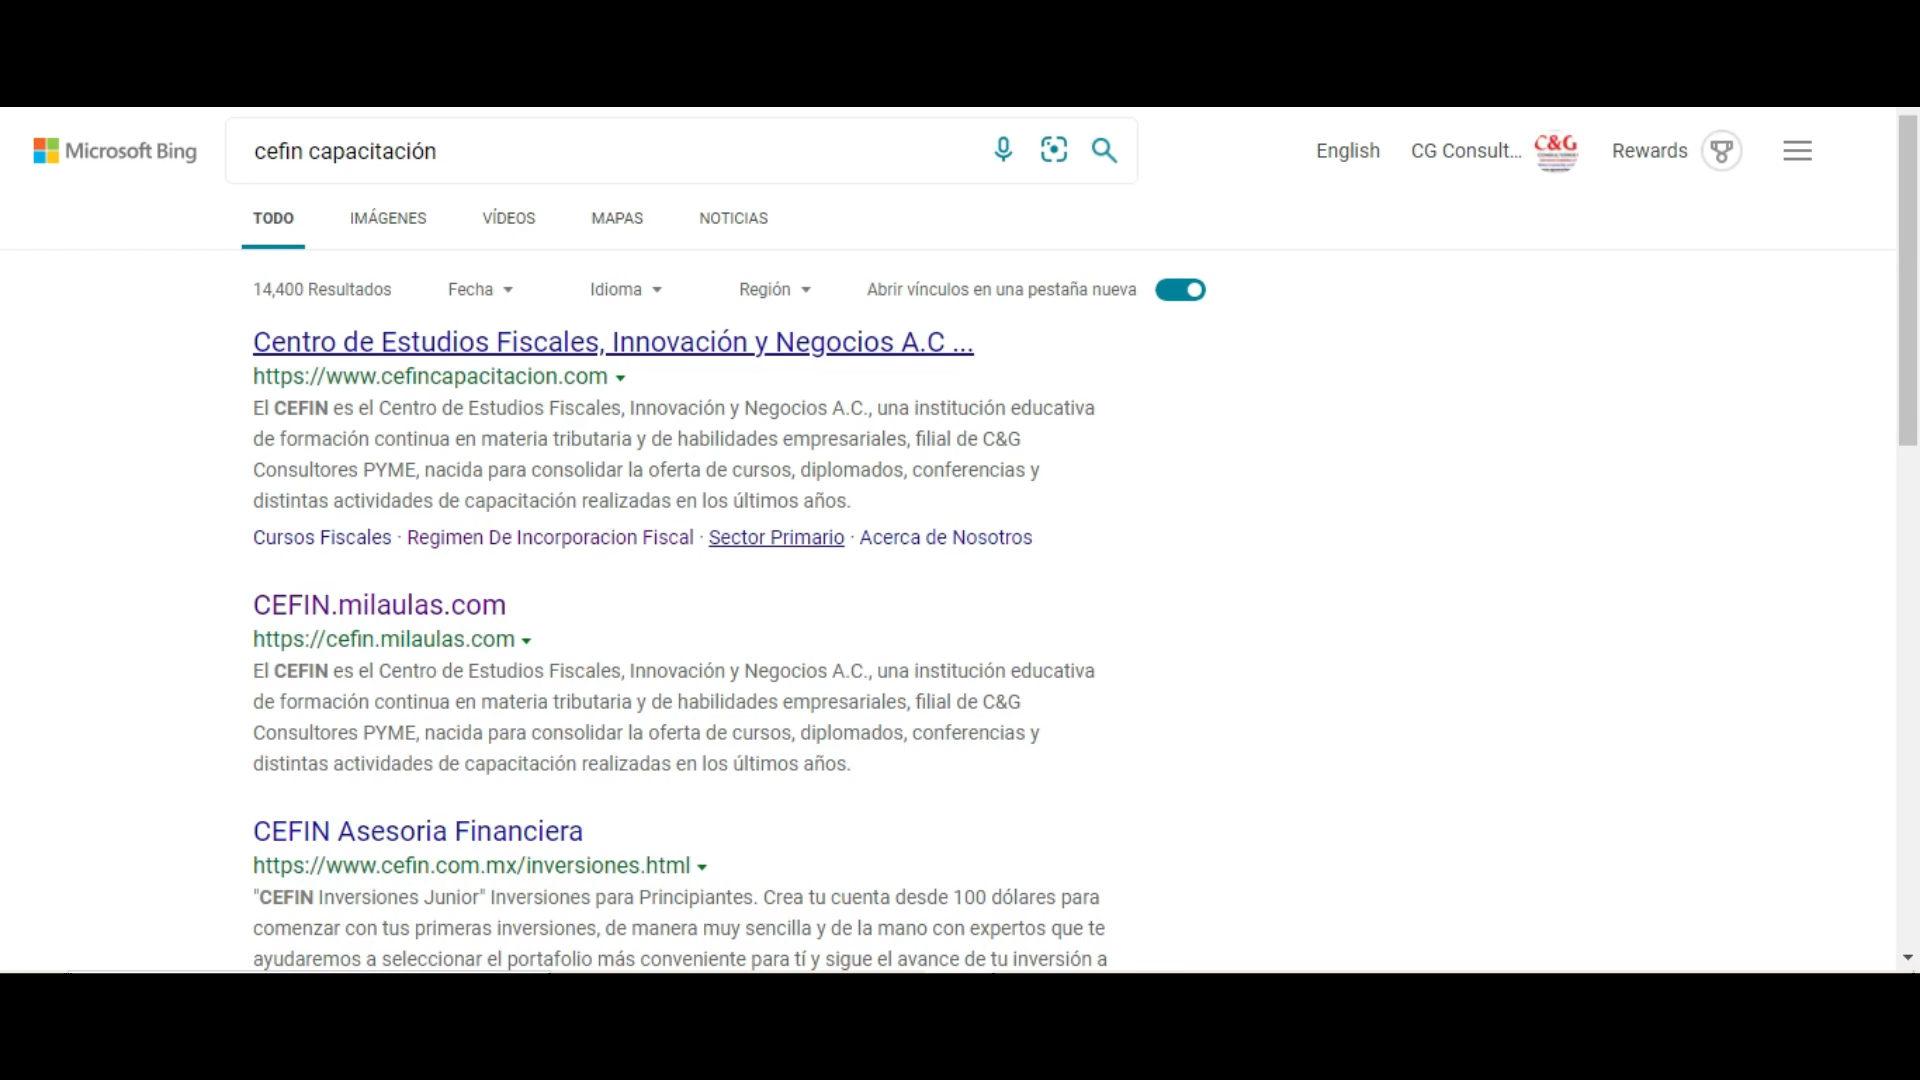 Microsoft Bing
cefin capacitación
English
CG Consult...
C&G
Rewards
TODO
IMÁGENES
VÍDEOS
MAPAS
NOTICIAS
14,400 Resultados
Fecha
Idioma
Región
Abrir vínculos en una pestaña nueva
Centro de Estudios Fiscales, Innovación y Negocios A.C ...
https://www.cefincapacitacion.com
El CEFIN es el Centro de Estudios Fiscales, Innovación y Negocios A.C., una institución educativa
de formación continua en materia tributaria y de habilidades empresariales, filial de C&G
Consultores PYME, nacida para consolidar la oferta de cursos, diplomados, conferencias y
distintas actividades de capacitación realizadas en los últimos años.
Cursos Fiscales · Regimen De Incorporacion Fiscal · Sector Primario · Acerca de Nosotros
CEFIN.milaulas.com
https://cefin.milaulas.com
El CEFIN es el Centro de Estudios Fiscales, Innovación y Negocios A.C., una institución educativa
de formación continua en materia tributaria y de habilidades empresariales, filial de C&G
Consultores PYME, nacida para consolidar la oferta de cursos, diplomados, conferencias y
distintas actividades de capacitación realizadas en los últimos años.
CEFIN Asesoria Financiera
https://www.cefin.com.mx/inversiones.html
"CEFIN Inversiones Junior" Inversiones para Principiantes. Crea tu cuenta desde 100 dólares para
comenzar con tus primeras inversiones, de manera muy sencilla y de la mano con expertos que te
ayudaremos a seleccionar el portafolio más conveniente para tí y sigue el avance de tu inversión a